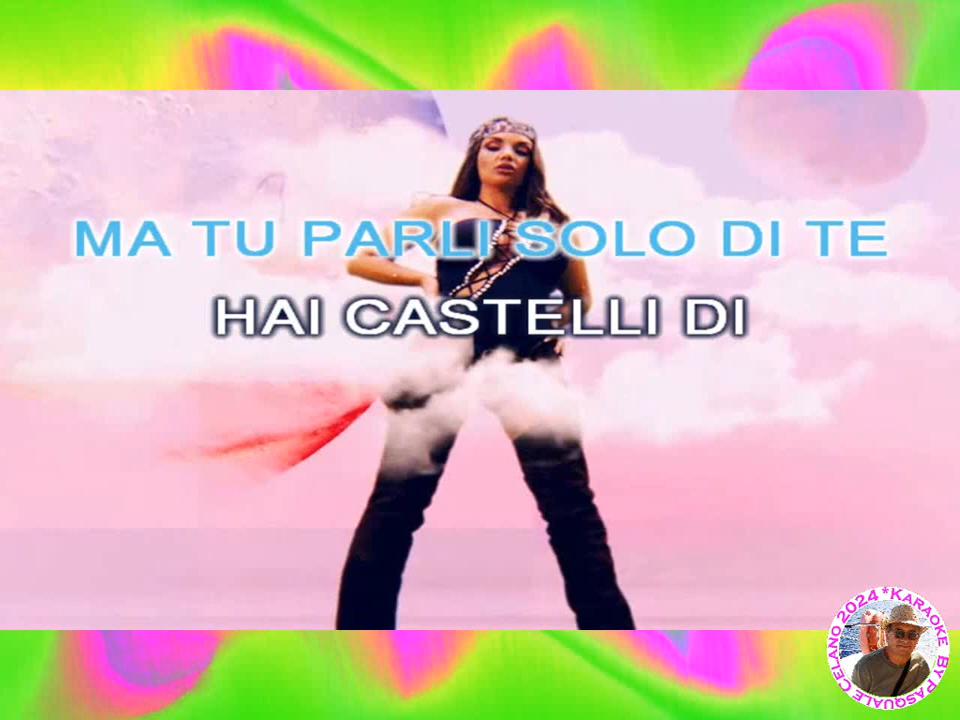 MA TU PARLI SOLO DI TE
HAI CASTELLI DI
*KARAOKE BY PASQUALE CELANO 2024